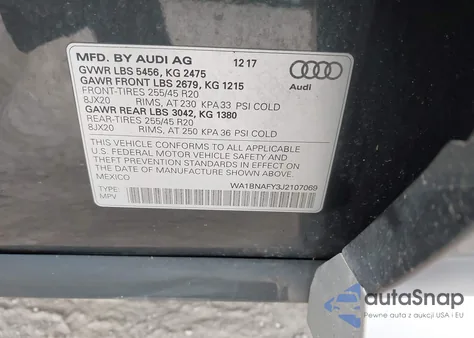 MFD. BY AUDI AG 12 17
GVWR LBS 5456, KG 2475
GAWR FRONT LBS 2679, KG 1215
FRONT-TIRES 255/45 R20
8JX20 RIMS, AT 230 KPA 33 PSI COLD
GAWR REAR LBS 3042, KG 1380
REAR-TIRES 255/45 R20
8JX20 RIMS, AT 250 KPA 36 PSI COLD
Audi
THIS VEHICLE CONFORMS TO ALL APPLICABLE
U.S. FEDERAL MOTOR VEHICLE SAFETY AND
THEFT PREVENTION STANDARDS IN EFFECT ON THE
DATE OF MANUFACTURE SHOWN ABOVE.
MEXICO
TYPE: WA1BNAFY3J2107069
MPV
autaSnap
Pewne auta z aukcji USA i EU